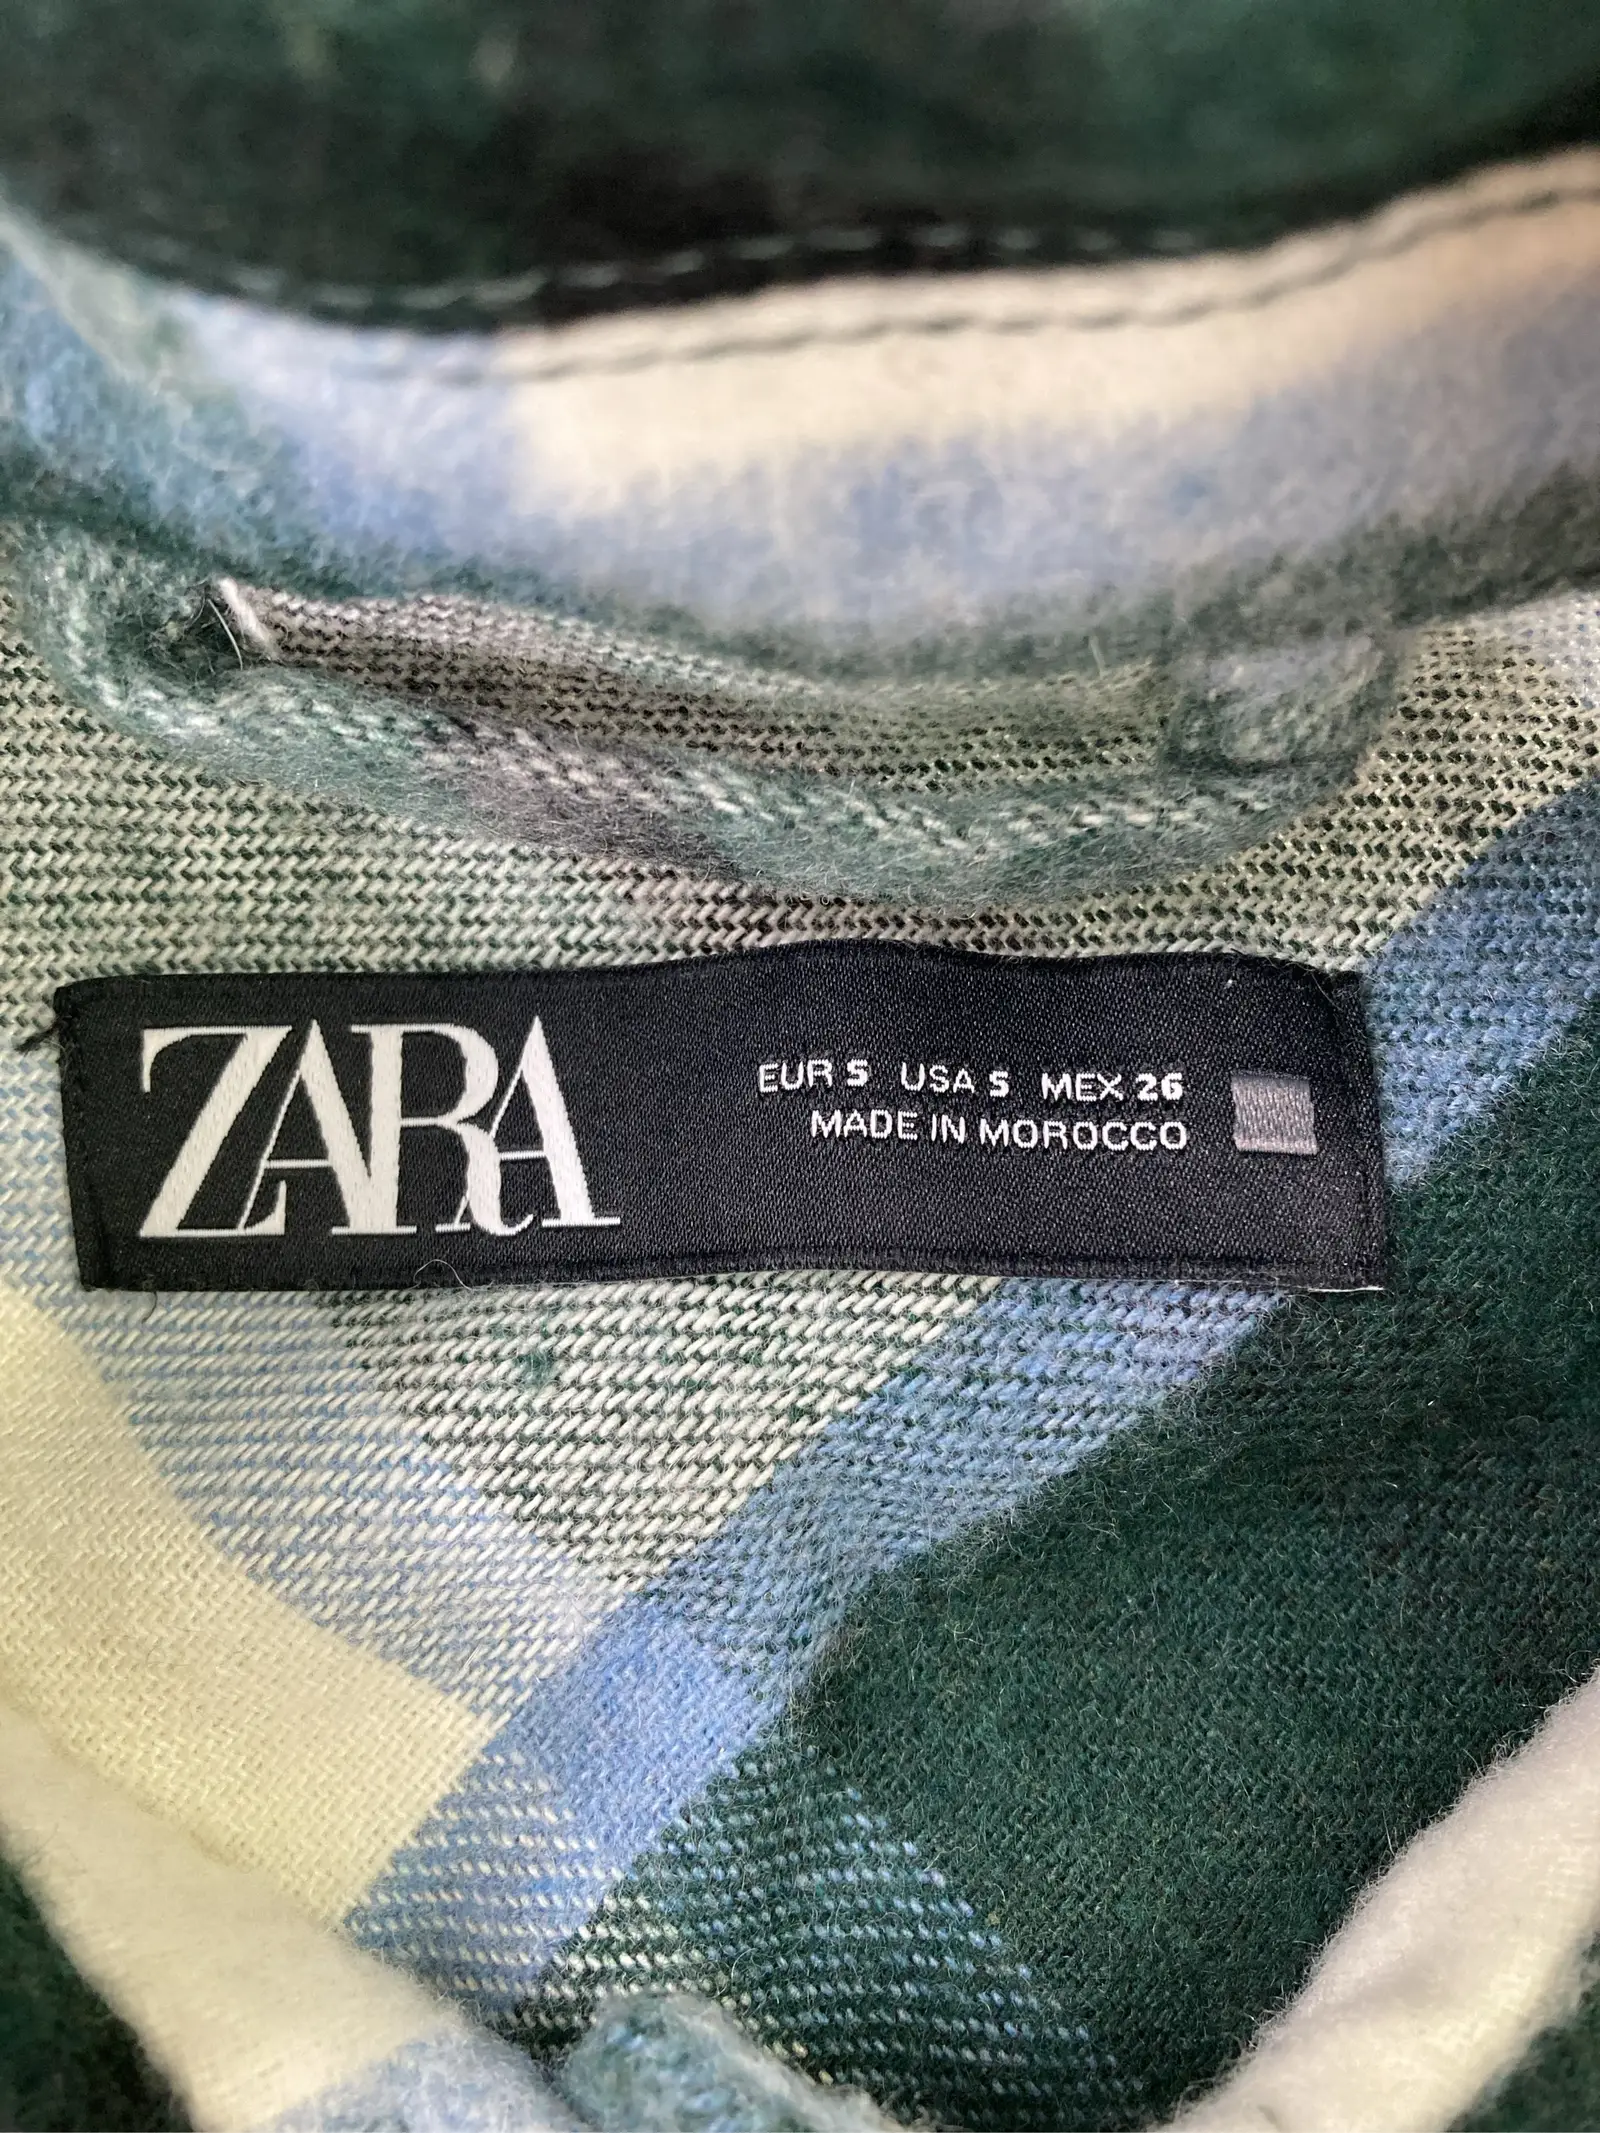 ZARA
EUR S USA S MEX 26
MADE IN MOROCCO